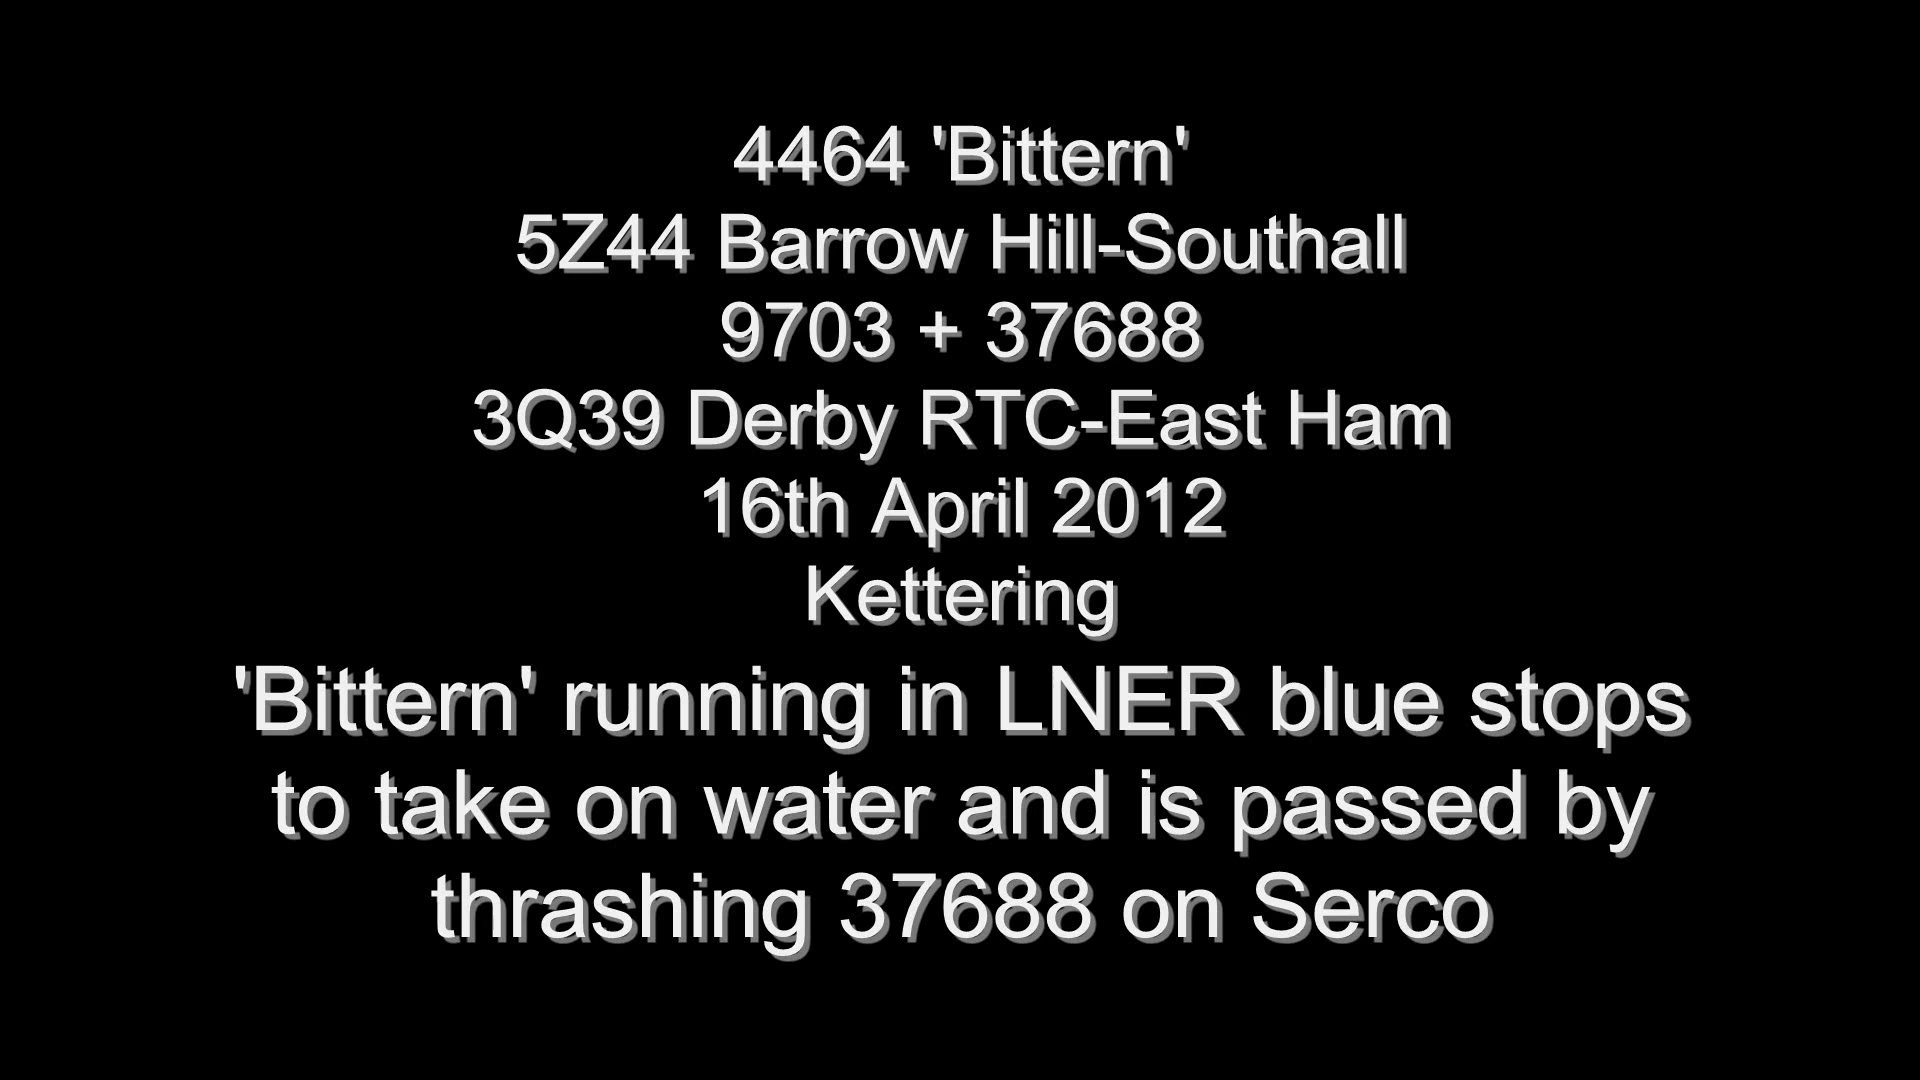 4464 'Bittern'
5Z44 Barrow Hill-Southall
9703 + 37688
3Q39 Derby RTC-East Ham
16th April 2012
Kettering
'Bittern' running in LNER blue stops
to take on water and is passed by
thrashing 37688 on Serco